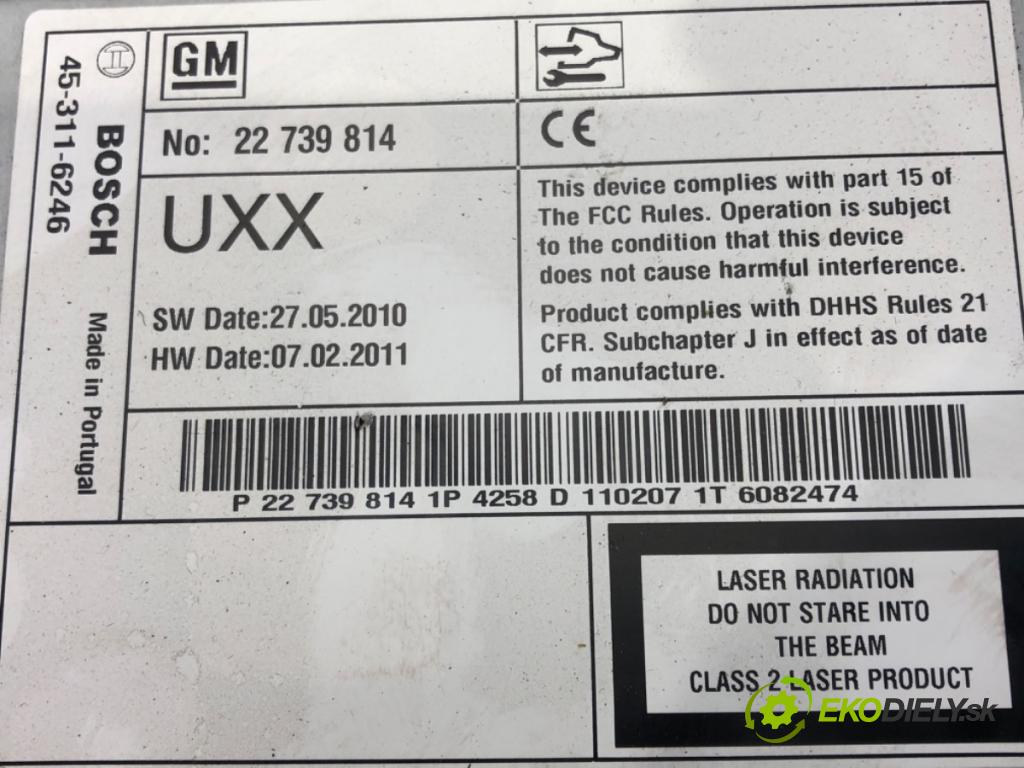 GM
No: 22 739 814
UXX
SW Date:27.05.2010
HW Date:07.02.2011
BOSCH
Made in Portugal
45-311-6246
CE
This device complies with part 15 of
The FCC Rules. Operation is subject
to the condition that this device
does not cause harmful interference.
Product complies with DHHS Rules 21
CFR. Subchapter J in effect as of date
of manufacture.
P 22 739 814 1P 4258 D 110207 1T 6082474
LASER RADIATION
DO NOT STARE INTO
THE BEAM
CLASS 2 LASER PRODUCT
EKODIELY.sk